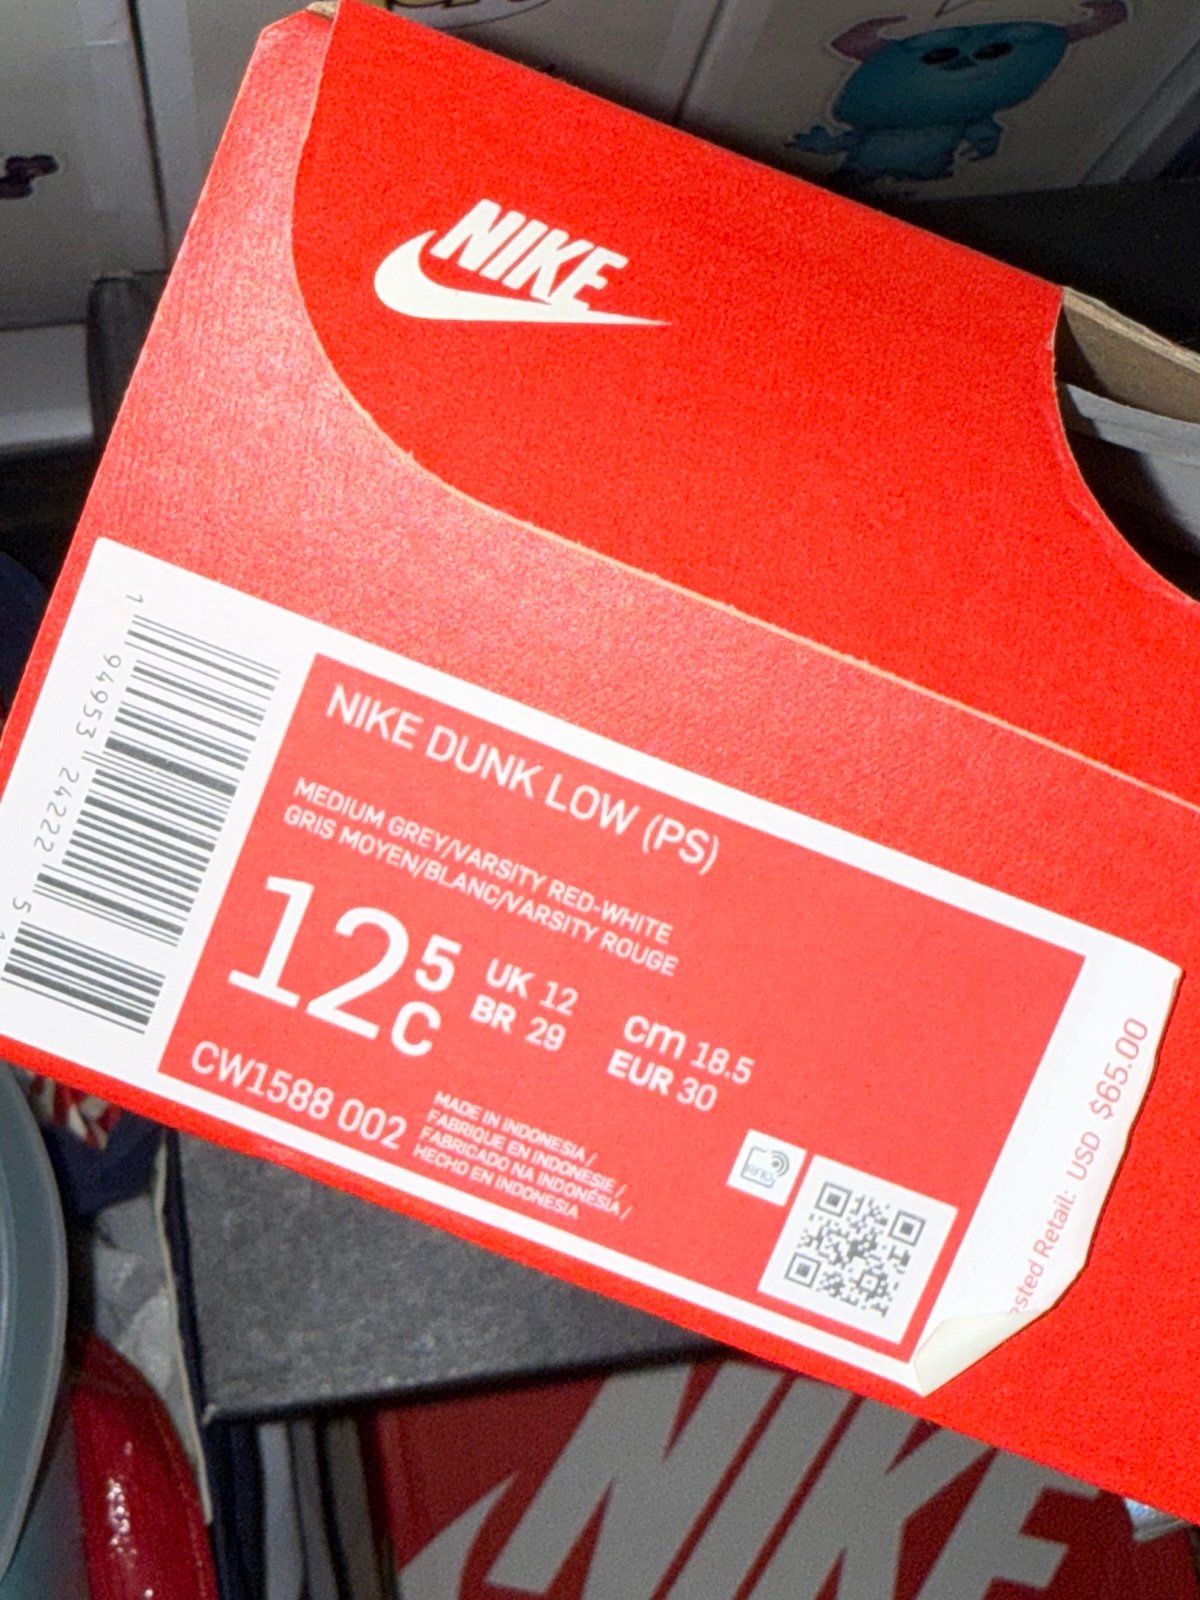 NIKE
1 94953 24222 5
NIKE DUNK LOW (PS)
MEDIUM GREY/VARSITY RED-WHITE
GRIS MOYEN/BLANC/VARSITY ROUGE
12 5 C
UK 12
BR 29
cm 18.5
EUR 30
CW1588 002
MADE IN INDONESIA /
FABRIQUE EN INDONÉSIE /
FABRICADO NA INDONÉSIA /
HECHO EN INDONESIA
RFID
Retail: USD $65.00
NIKE